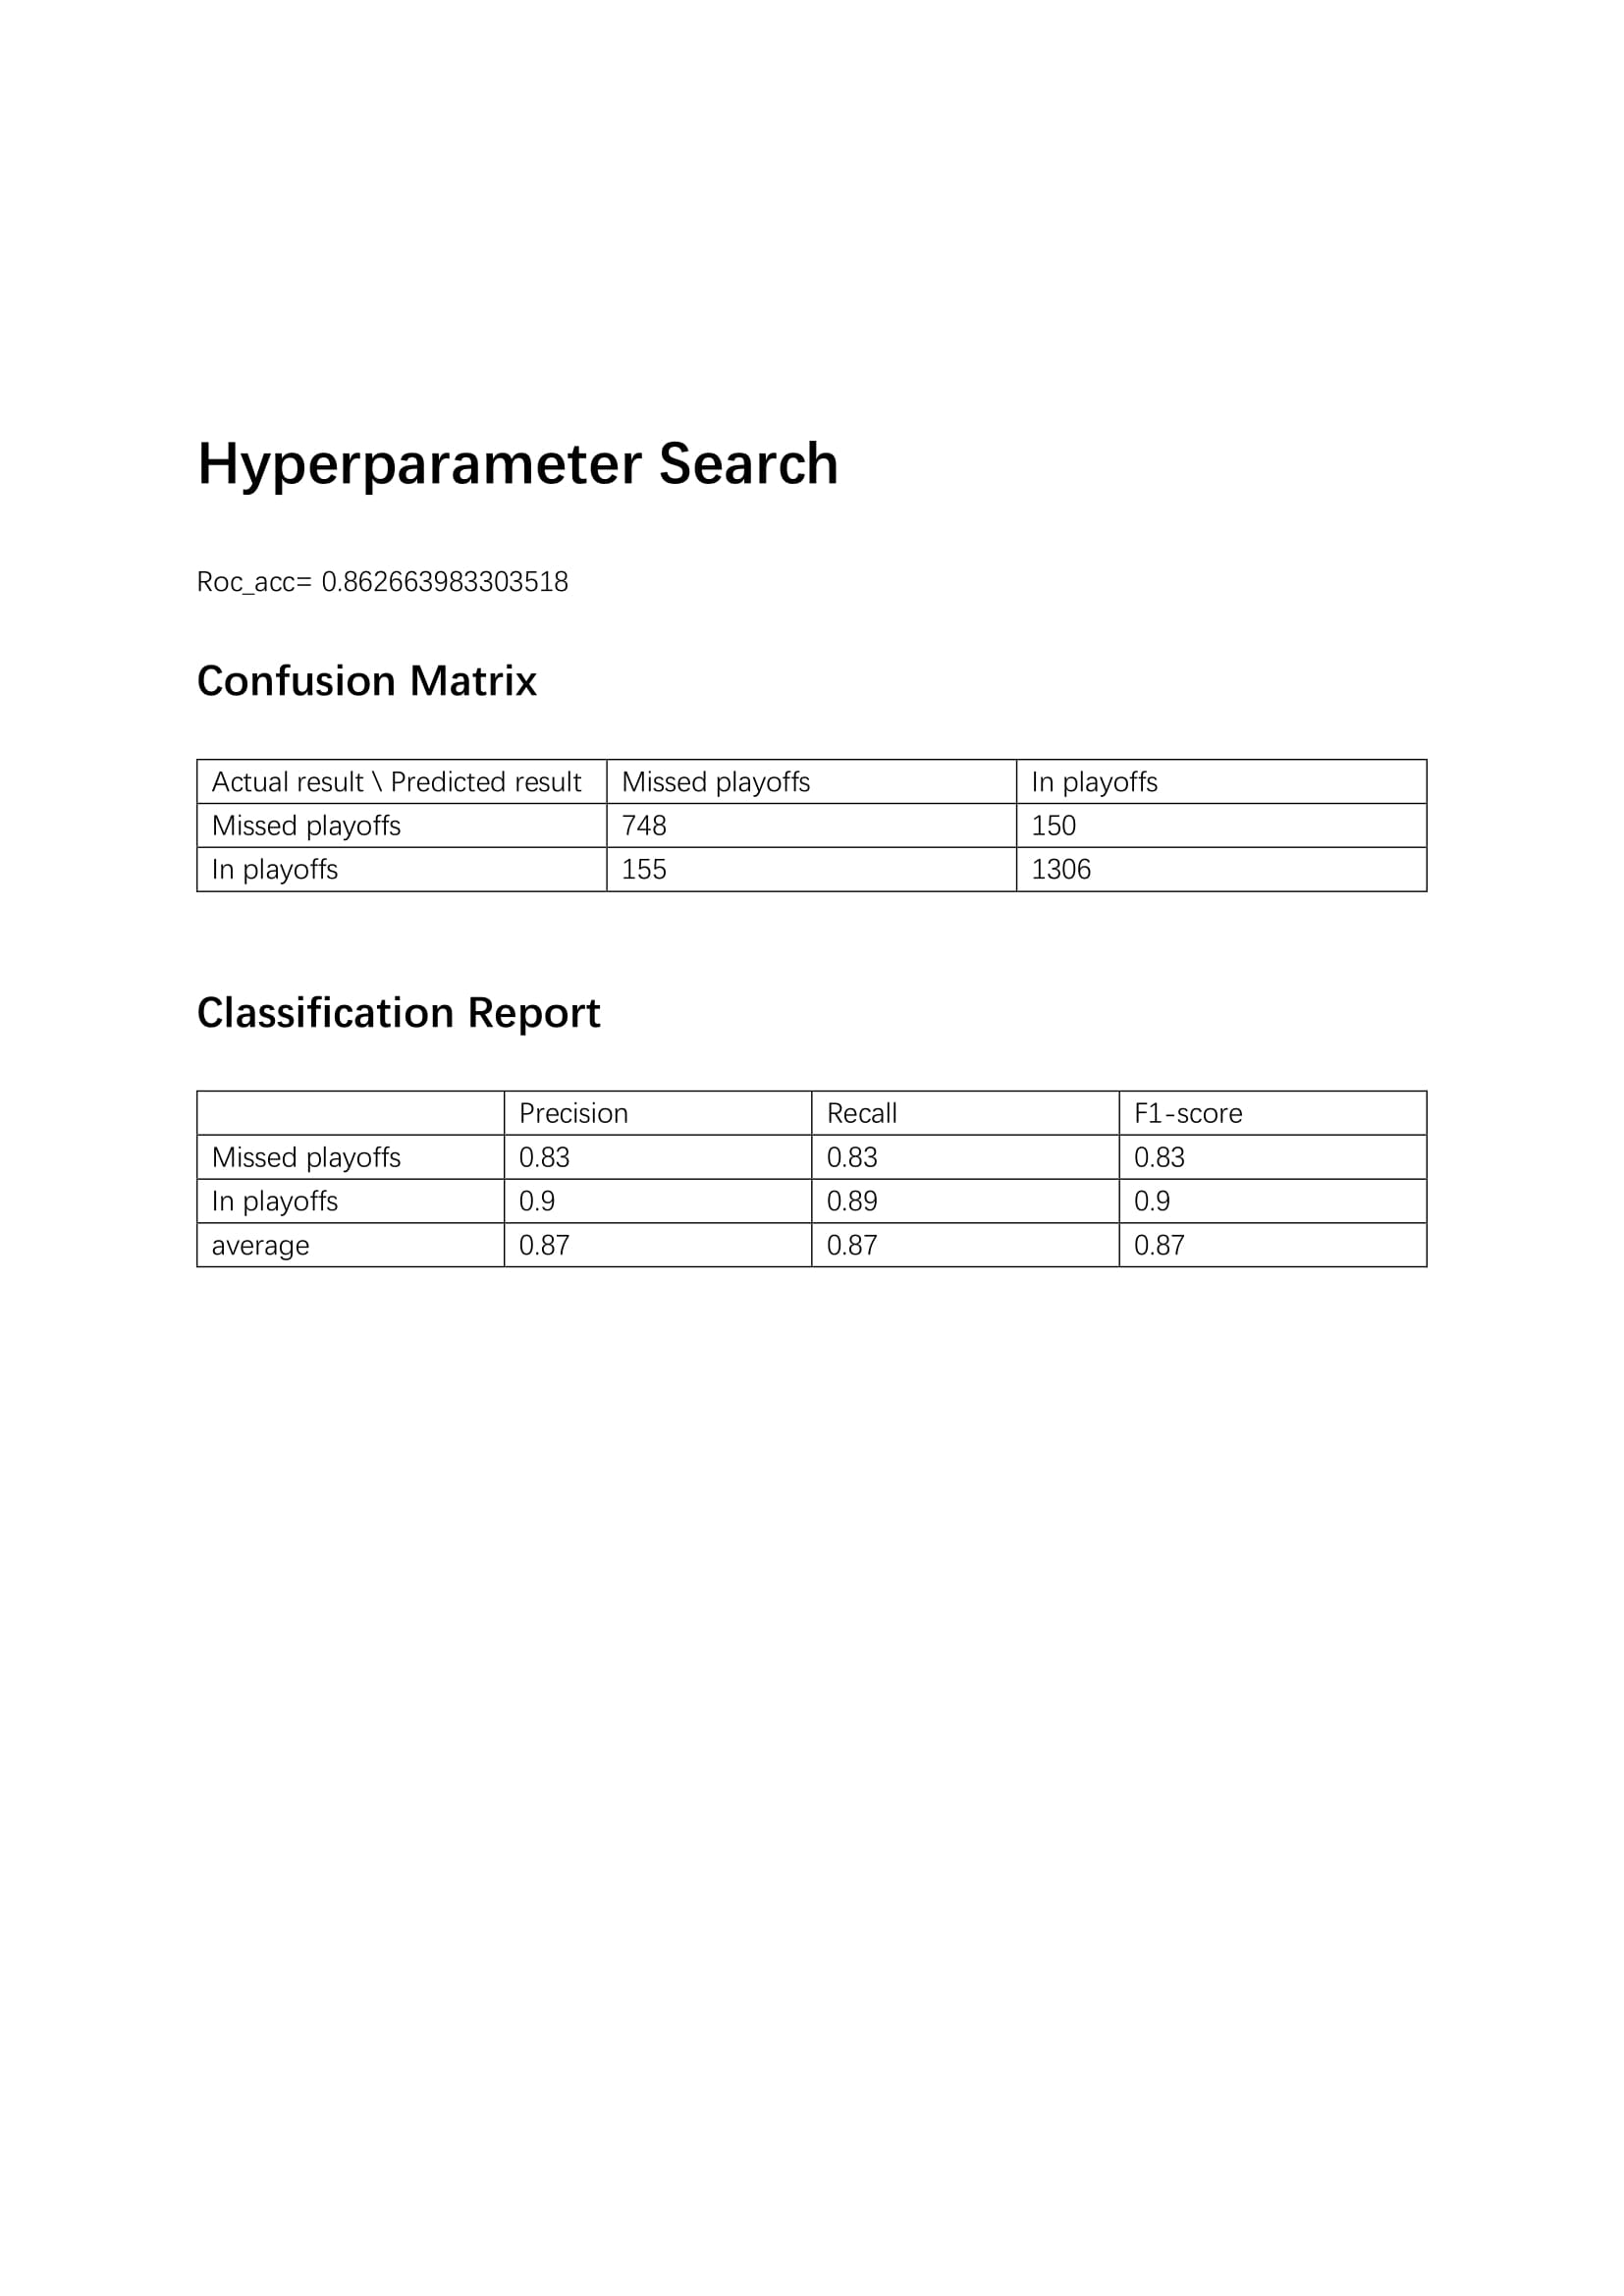 Hyperparameter Search
Roc_acc= 0.862663983303518
Confusion Matrix
Actual result \ Predicted result Missed playoffs In playoffs
Missed playoffs 748 150
In playoffs 155 1306
Classification Report
Precision Recall F1-score
Missed playoffs 0.83 0.83 0.83
In playoffs 0.9 0.89 0.9
average 0.87 0.87 0.87